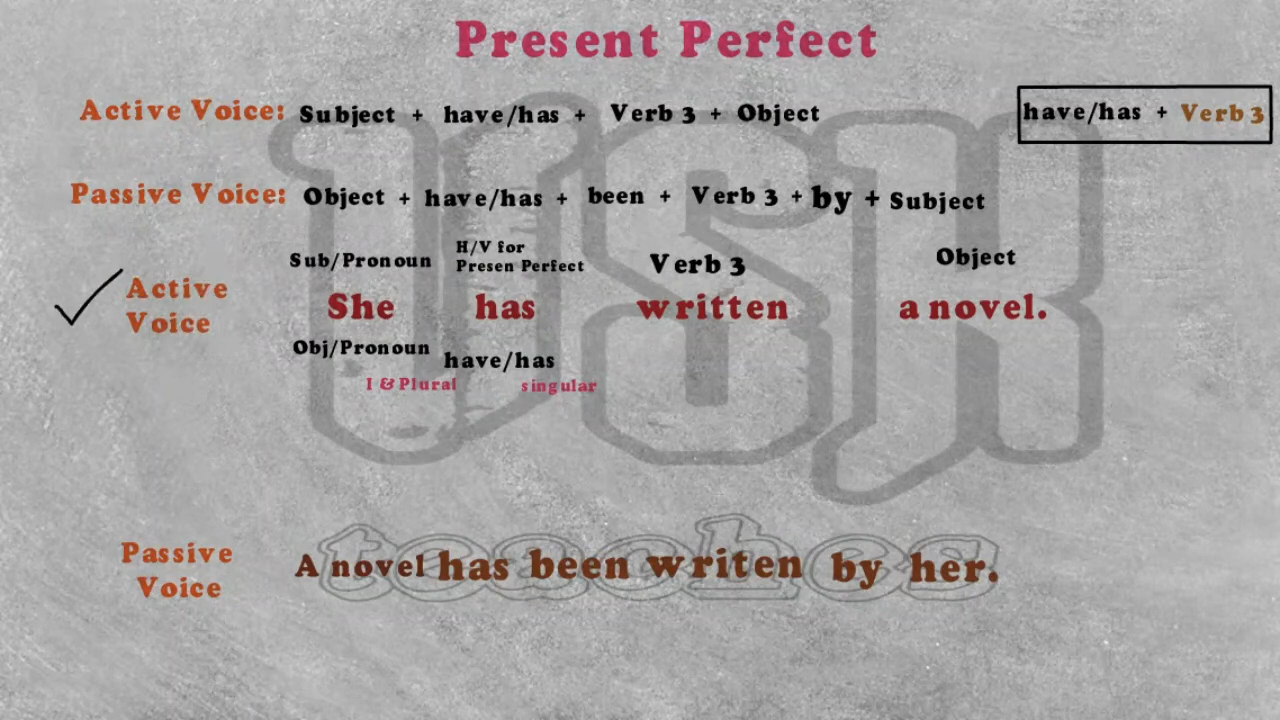 Present Perfect
Active Voice: Subject + have/has + Verb 3 + Object
have/has + Verb 3
Passive Voice: Object + have/has + been + Verb 3 + by + Subject
Sub/Pronoun H/V for Presen Perfect Verb 3 Object
Active Voice She has written a novel.
Obj/Pronoun have/has
I & Plural singular
Passive Voice A novel has been writen by her.
teaches